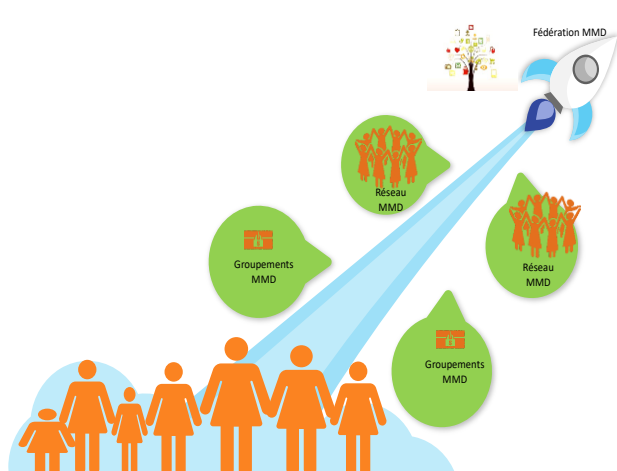 Fédération MMD
Réseau
MMD
Groupements
MMD
Réseau
MMD
Groupements
MMD